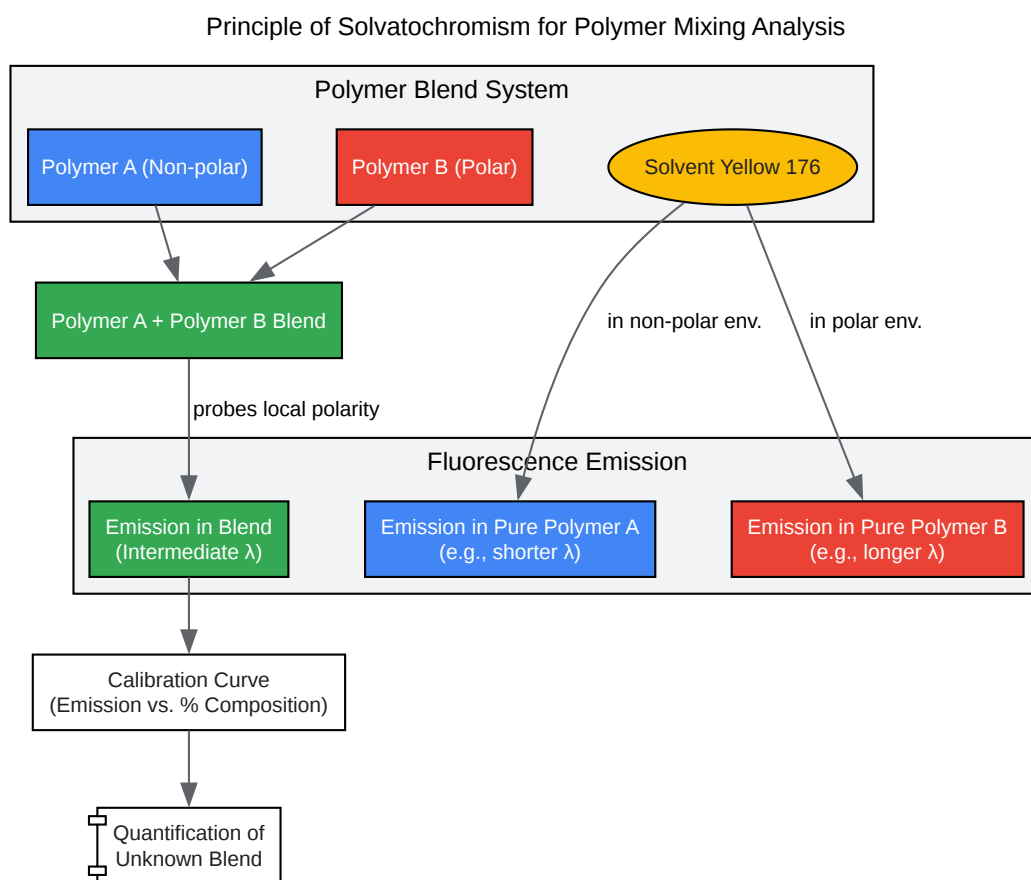 Principle of Solvatochromism for Polymer Mixing Analysis
Polymer Blend System
Polymer A (Non-polar)
Polymer B (Polar)
Solvent Yellow 176
Polymer A + Polymer B Blend
in non-polar env.
in polar env.
probes local polarity
Fluorescence Emission
Emission in Blend
(Intermediate λ)
Emission in Pure Polymer A
(e.g., shorter λ)
Emission in Pure Polymer B
(e.g., longer λ)
Calibration Curve
(Emission vs. % Composition)
Quantification of
Unknown Blend